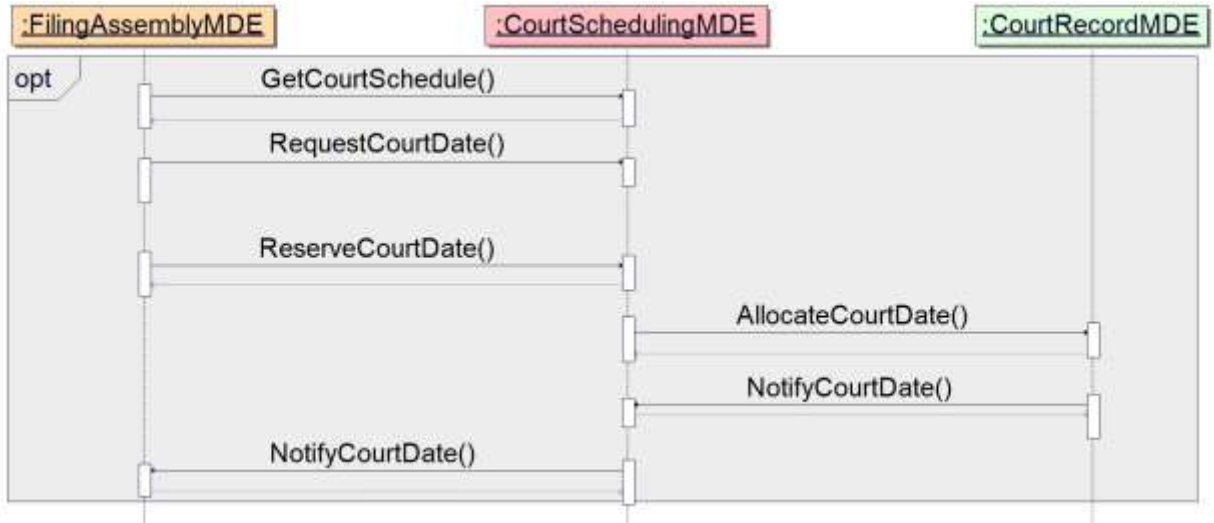 :FilingAssemblyMDE :CourtSchedulingMDE :CourtRecordMDE
opt
GetCourtSchedule()
RequestCourtDate()
ReserveCourtDate()
AllocateCourtDate()
NotifyCourtDate()
NotifyCourtDate()